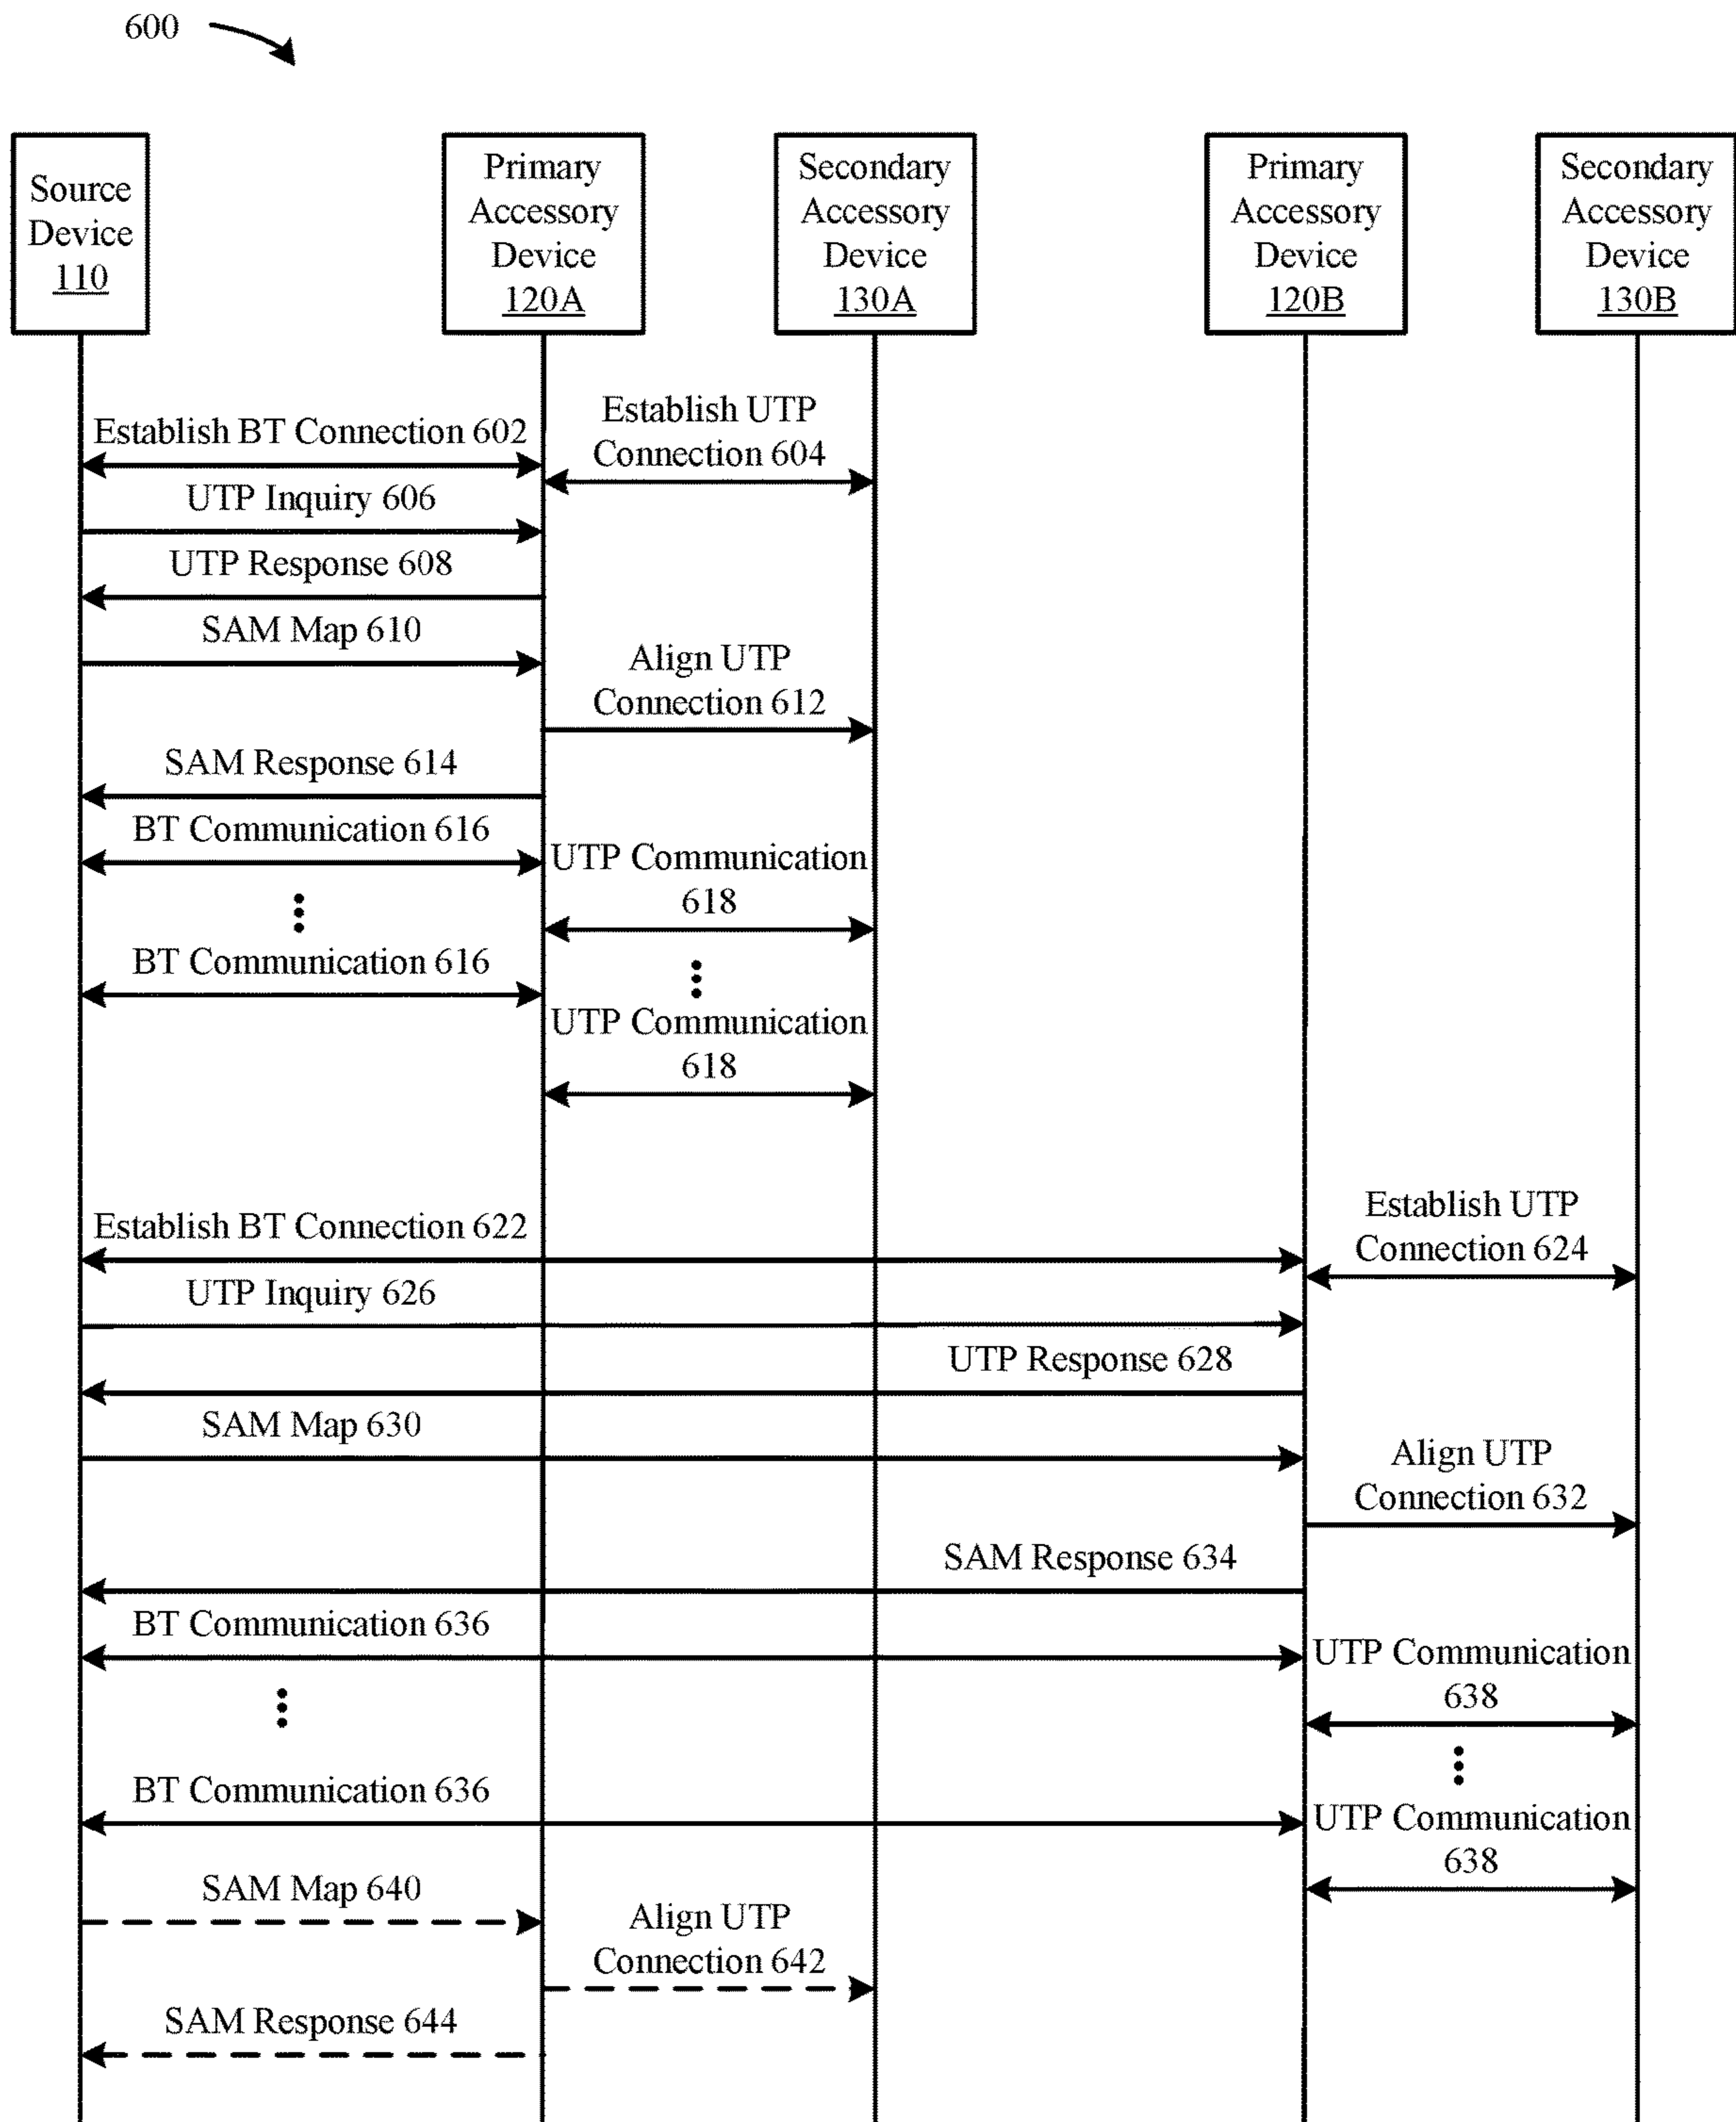 600
Source
Device
110
Primary
Accessory
Device
120A
Secondary
Accessory
Device
130A
Primary
Accessory
Device
120B
Secondary
Accessory
Device
130B
Establish BT Connection 602
Establish UTP
Connection 604
UTP Inquiry 606
UTP Response 608
SAM Map 610
Align UTP
Connection 612
SAM Response 614
BT Communication 616
UTP Communication
618
BT Communication 616
UTP Communication
618
Establish BT Connection 622
Establish UTP
Connection 624
UTP Inquiry 626
UTP Response 628
SAM Map 630
Align UTP
Connection 632
SAM Response 634
BT Communication 636
UTP Communication
638
BT Communication 636
UTP Communication
638
SAM Map 640
Align UTP
Connection 642
SAM Response 644